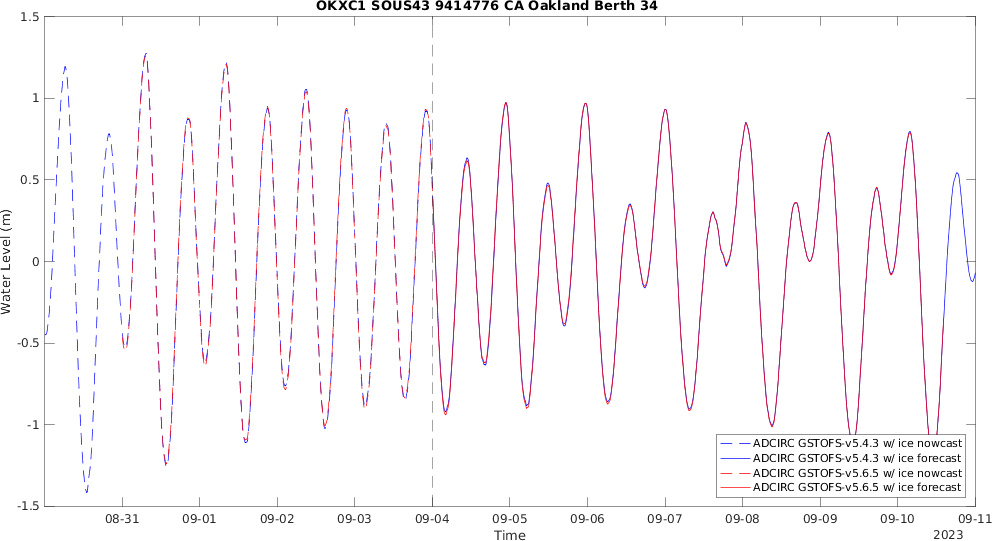 OKXC1 SOUS43 9414776 CA Oakland Berth 34
1.5
1
0.5
0
-0.5
-1
-1.5
Water Level (m)
08-31 09-01 09-02 09-03 09-04 09-05 09-06 09-07 09-08 09-09 09-10 09-11
Time
2023
ADCIRC GSTOFS-v5.4.3 w/ ice nowcast
ADCIRC GSTOFS-v5.4.3 w/ ice forecast
ADCIRC GSTOFS-v5.6.5 w/ ice nowcast
ADCIRC GSTOFS-v5.6.5 w/ ice forecast